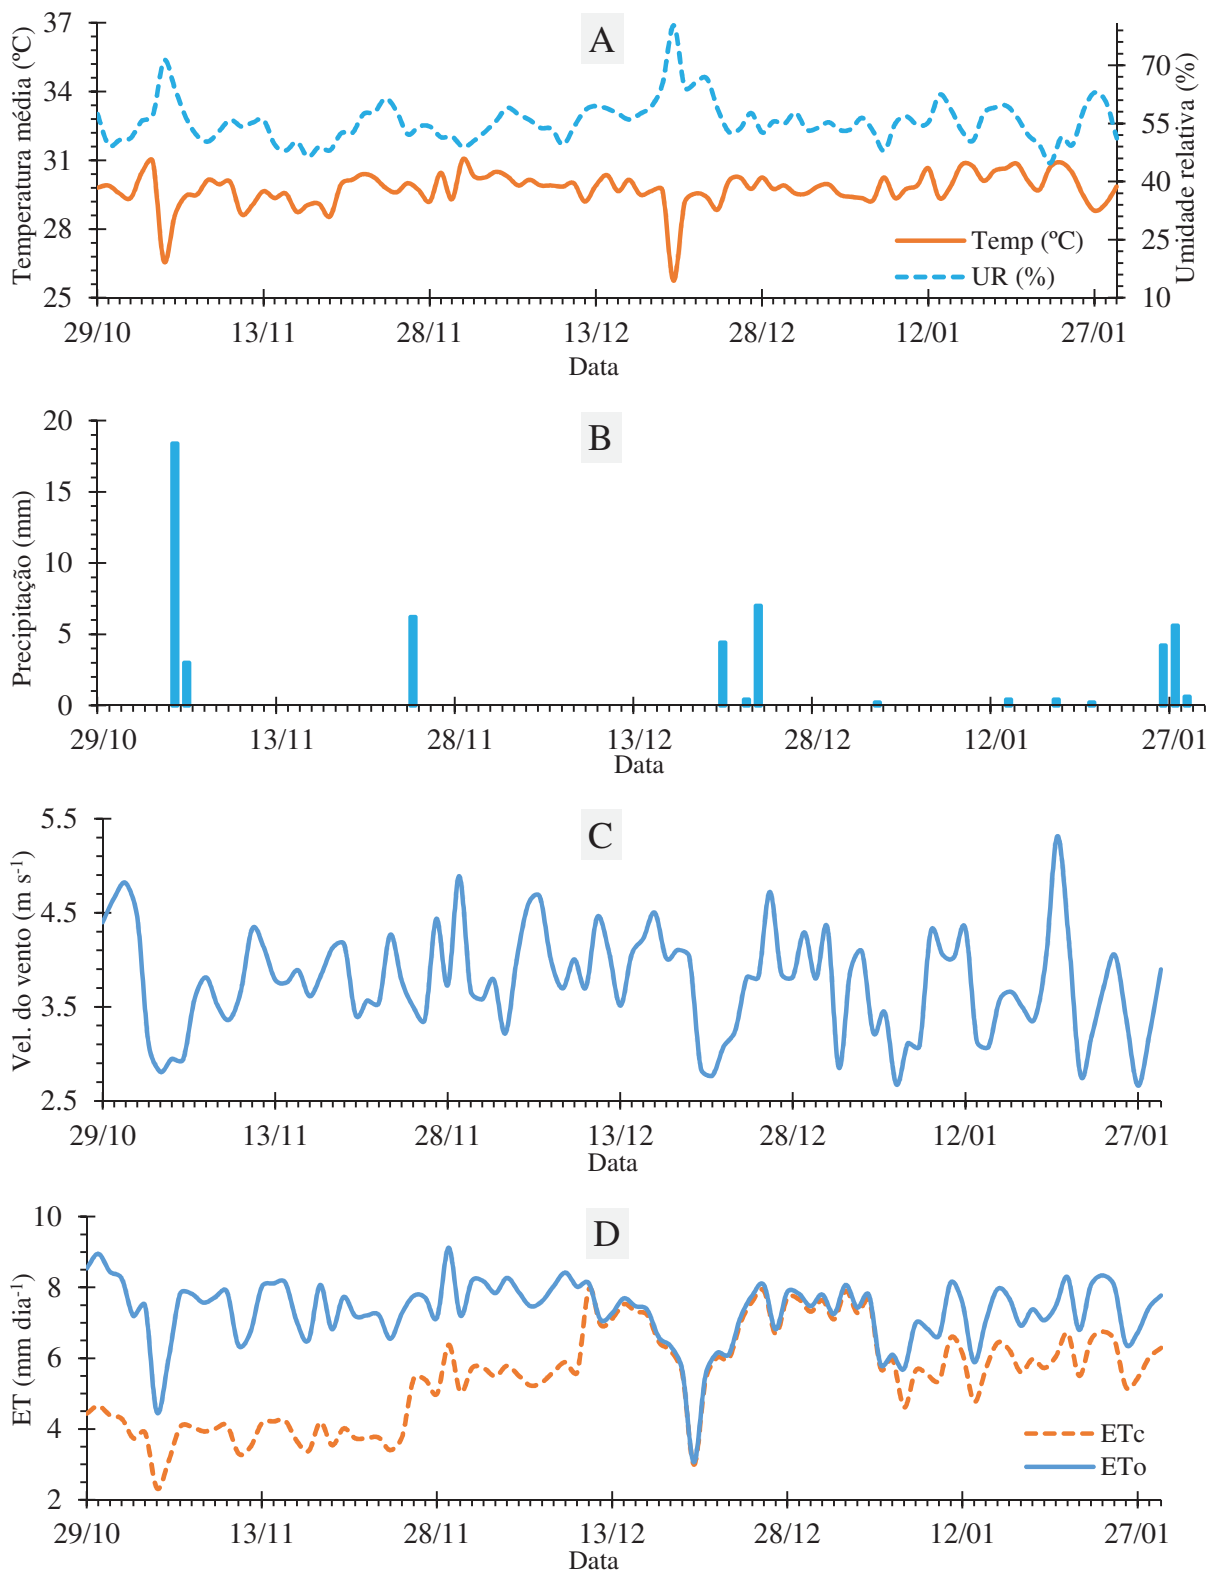 A
Temperatura média (ºC)
37
34
31
28
25
Umidade relativa (%)
70
55
40
25
10
Temp (ºC)
UR (%)
29/10 13/11 28/11 13/12 28/12 12/01 27/01
Data
B
Precipitação (mm)
20
15
10
5
0
29/10 13/11 28/11 13/12 28/12 12/01 27/01
Data
C
Vel. do vento (m s-1)
5.5
4.5
3.5
2.5
29/10 13/11 28/11 13/12 28/12 12/01 27/01
Data
D
ET (mm dia-1)
10
8
6
4
2
ETc
ETo
29/10 13/11 28/11 13/12 28/12 12/01 27/01
Data